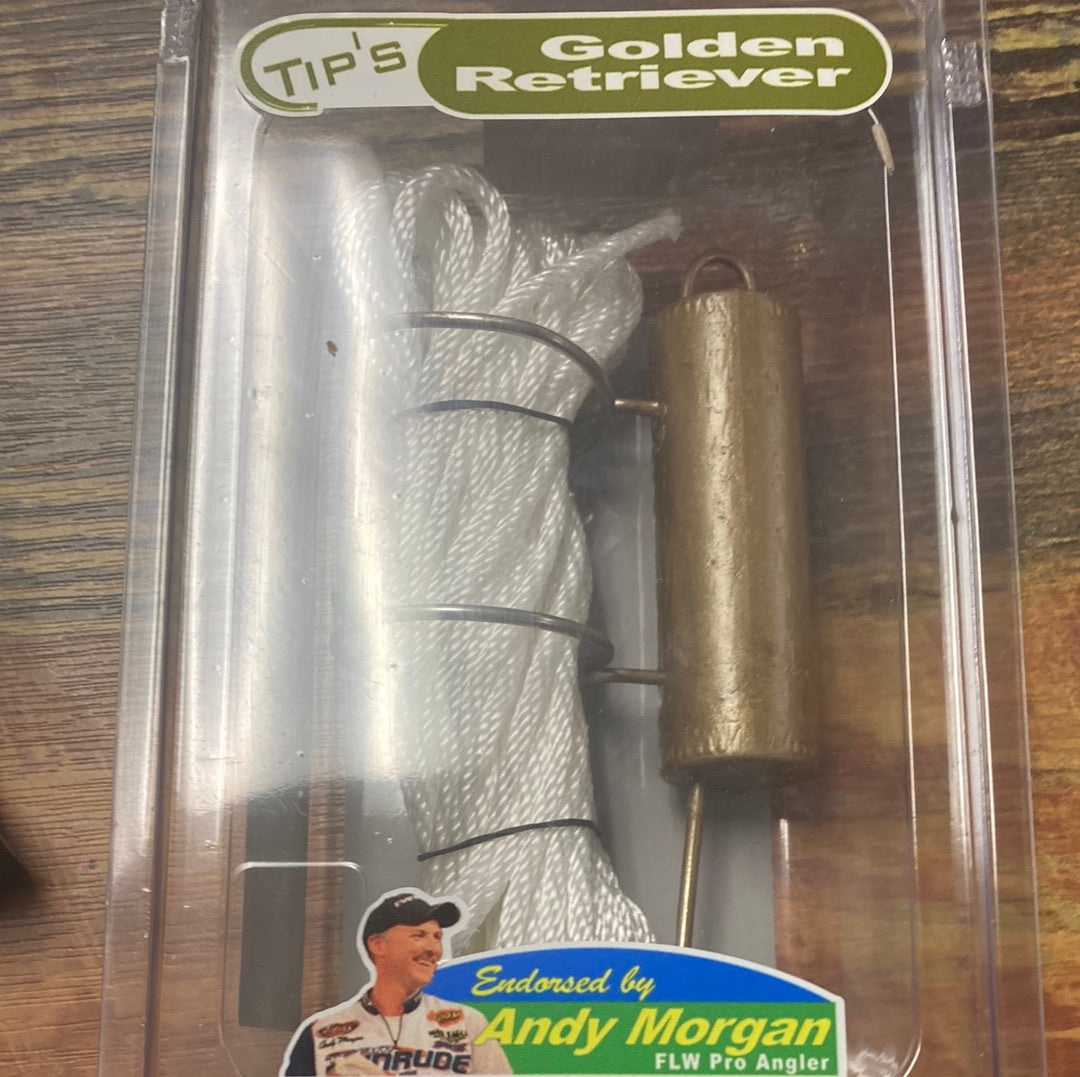 TIP'S
Golden
Retriever
Endorsed by
Andy Morgan
FLW Pro Angler